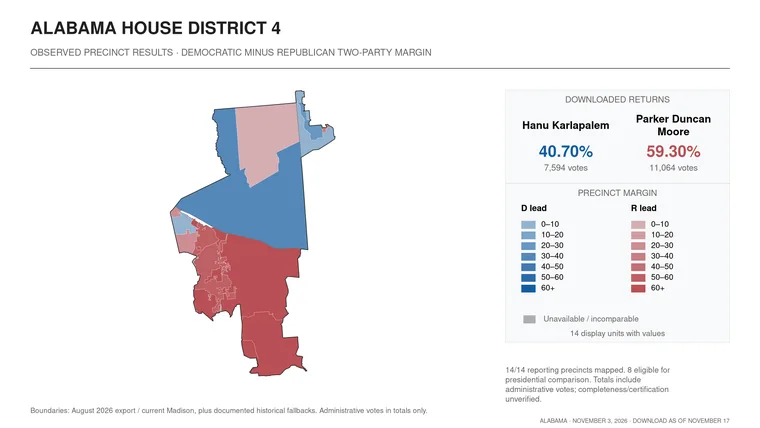 ALABAMA HOUSE DISTRICT 4
OBSERVED PRECINCT RESULTS · DEMOCRATIC MINUS REPUBLICAN TWO-PARTY MARGIN
DOWNLOADED RETURNS
Hanu Karlapalem
40.70%
7,594 votes
Parker Duncan
Moore
59.30%
11,064 votes
PRECINCT MARGIN
D lead
0–10
10–20
20–30
30–40
40–50
50–60
60+
R lead
0–10
10–20
20–30
30–40
40–50
50–60
60+
Unavailable / incomparable
14 display units with values
14/14 reporting precincts mapped. 8 eligible for
presidential comparison. Totals include
administrative votes; completeness/certification
unverified.
Boundaries: August 2026 export / current Madison, plus documented historical fallbacks. Administrative votes in totals only.
ALABAMA · NOVEMBER 3, 2026 · DOWNLOAD AS OF NOVEMBER 17